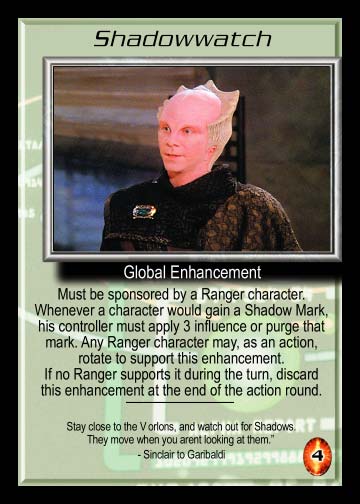 Shadowwatch
Global Enhancement
Must be sponsored by a Ranger character.
Whenever a character would gain a Shadow Mark,
his controller must apply 3 influence or purge that
mark. Any Ranger character may, as an action,
rotate to support this enhancement.
If no Ranger supports it during the turn, discard
this enhancement at the end of the action round.
Stay close to the V orlons, and watch out for Shadows.
They move when you arent looking at them."
- Sinclair to Garibaldi
4